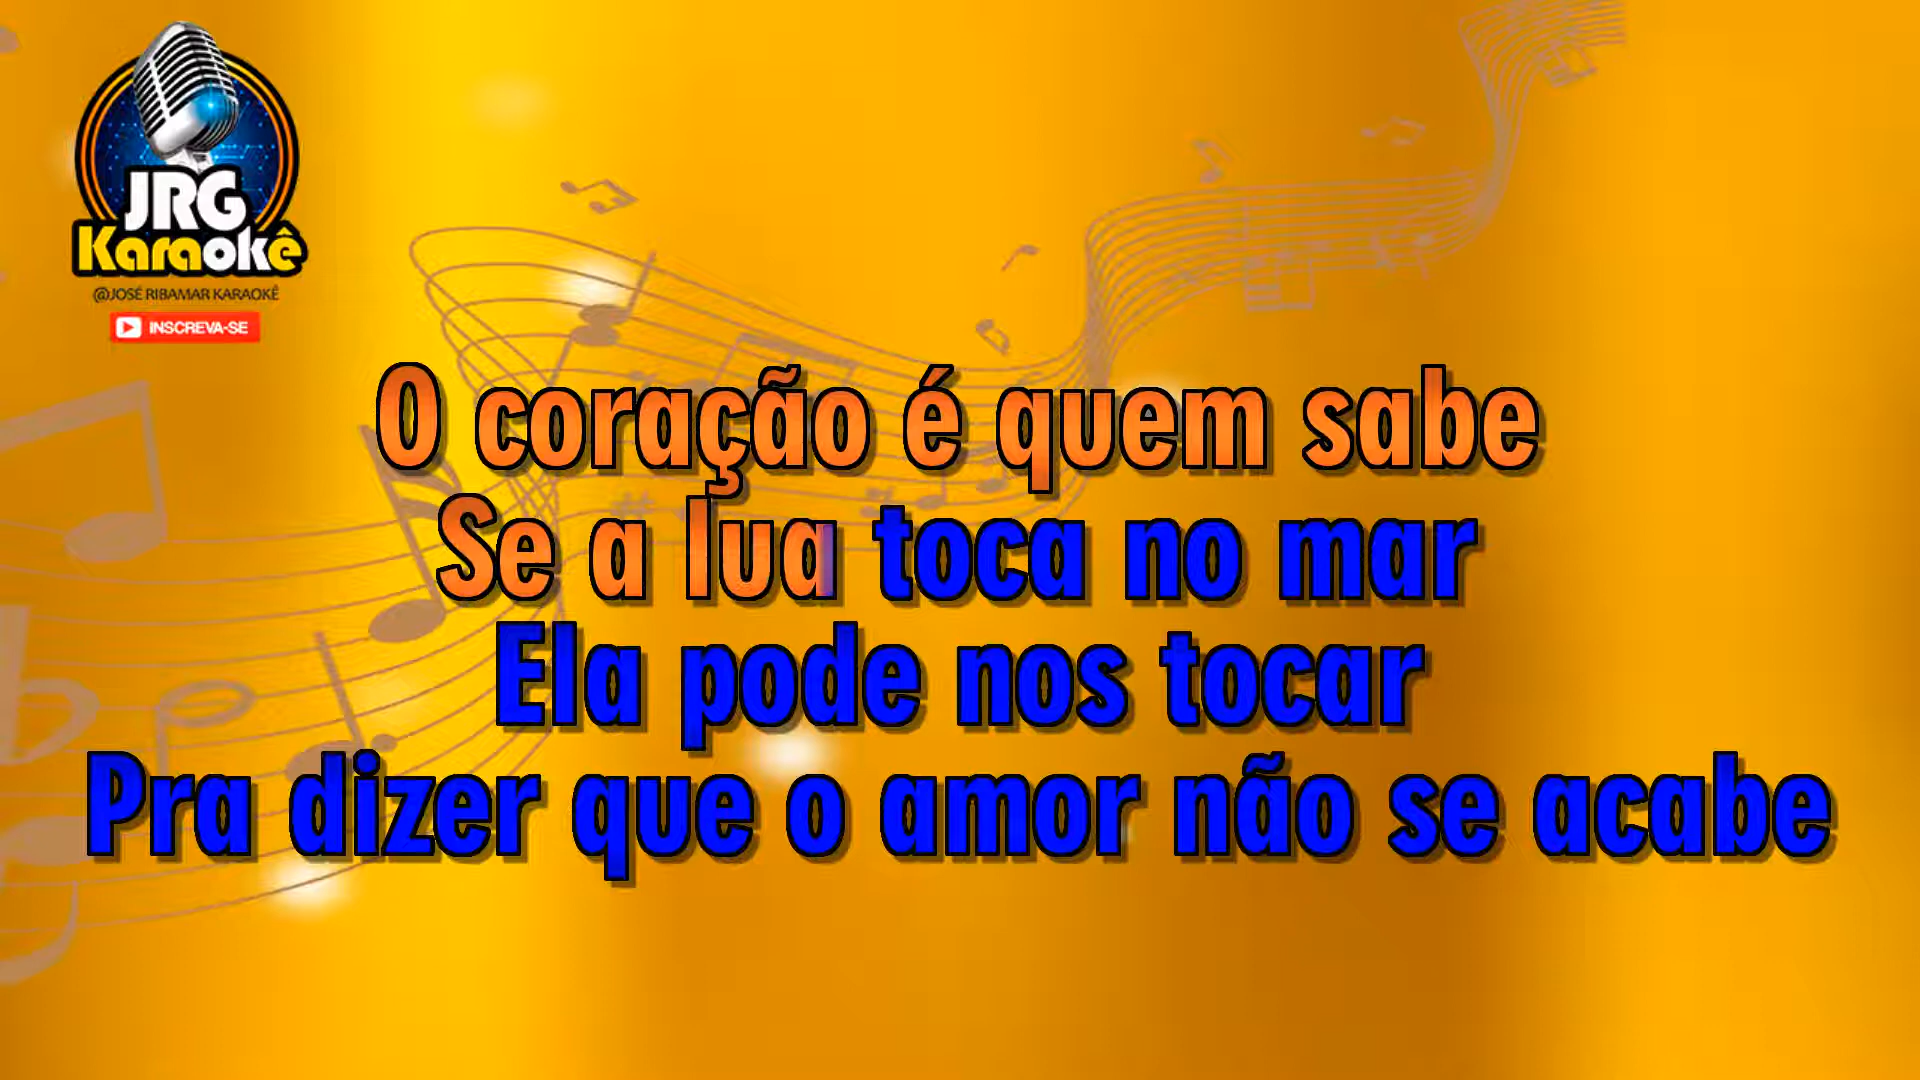 JRG
Karaokê
@JOSÉ RIBAMAR KARAOKÊ
INSCREVA-SE
O coração é quem sabe
Se a lua toca no mar
Ela pode nos tocar
Pra dizer que o amor não se acabe